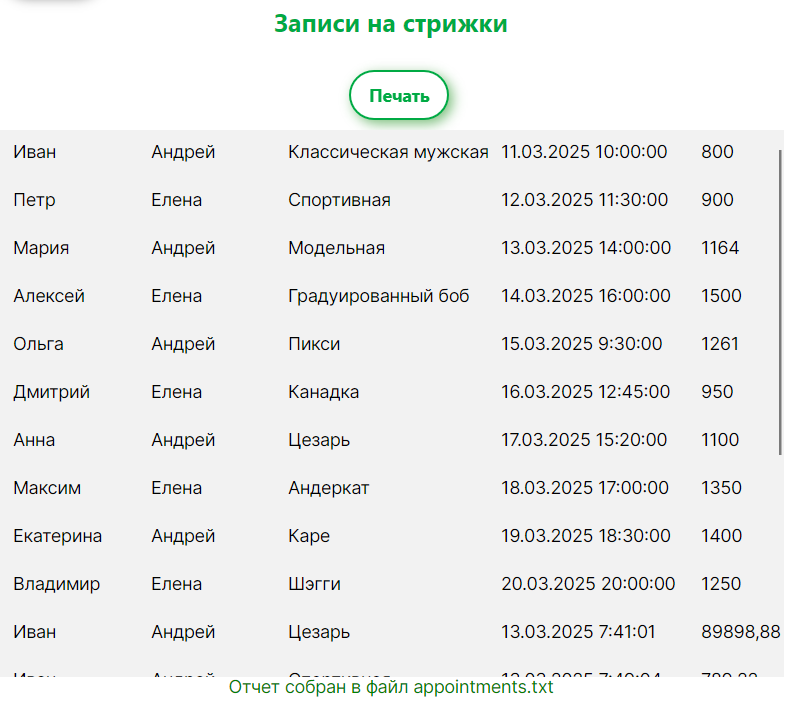 Записи на стрижки
Печать
Иван Андрей Классическая мужская 11.03.2025 10:00:00 800
Петр Елена Спортивная 12.03.2025 11:30:00 900
Мария Андрей Модельная 13.03.2025 14:00:00 1164
Алексей Елена Градуированный боб 14.03.2025 16:00:00 1500
Ольга Андрей Пикси 15.03.2025 9:30:00 1261
Дмитрий Елена Канадка 16.03.2025 12:45:00 950
Анна Андрей Цезарь 17.03.2025 15:20:00 1100
Максим Елена Андеркат 18.03.2025 17:00:00 1350
Екатерина Андрей Каре 19.03.2025 18:30:00 1400
Владимир Елена Шэгги 20.03.2025 20:00:00 1250
Иван Андрей Цезарь 13.03.2025 7:41:01 89898,88
Иван Андрей Спортивная
Отчет собран в файл appointments.txt